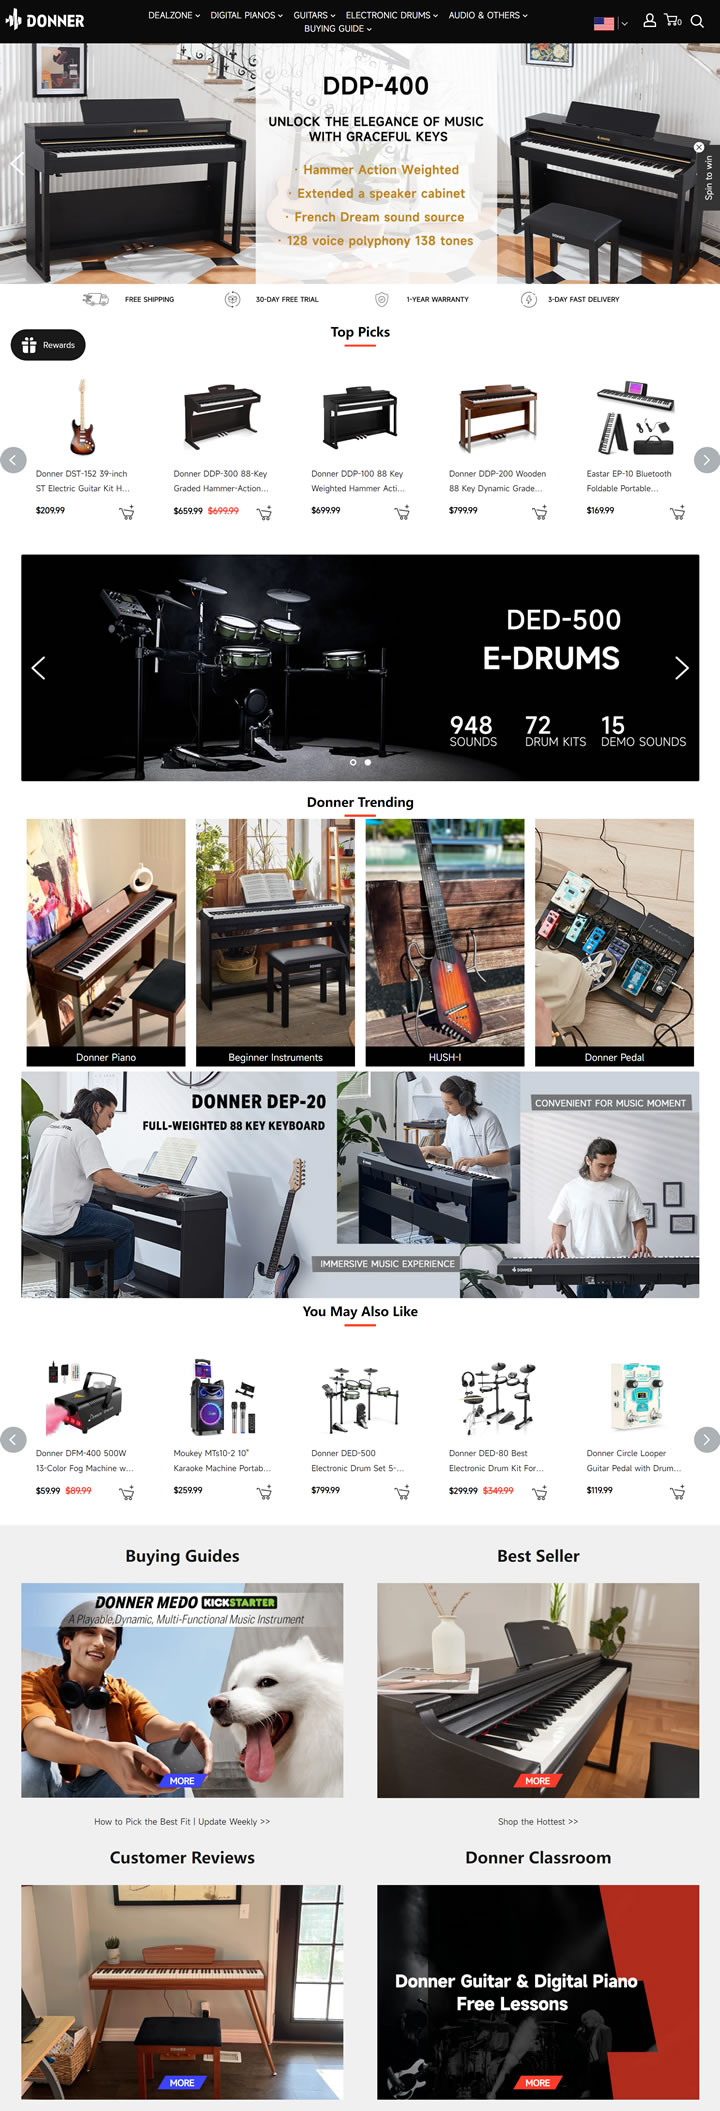 DONNER
DEALZONE
DIGITAL PIANOS
GUITARS
ELECTRONIC DRUMS
AUDIO & OTHERS
BUYING GUIDE
0
DDP-400
UNLOCK THE ELEGANCE OF MUSIC
WITH GRACEFUL KEYS
· Hammer Action Weighted
· Extended a speaker cabinet
· French Dream sound source
· 128 voice polyphony 138 tones
Spin to win
FREE SHIPPING
30-DAY FREE TRIAL
1-YEAR WARRANTY
3-DAY FAST DELIVERY
Top Picks
Rewards
Donner DST-152 39-inch
ST Electric Guitar Kit H...
$209.99
Donner DDP-300 88-Key
Graded Hammer-Action...
$659.99 $699.99
Donner DDP-100 88 Key
Weighted Hammer Acti...
$699.99
Donner DDP-200 Wooden
88 Key Dynamic Grade...
$799.99
Eastar EP-10 Bluetooth
Foldable Portable...
$169.99
DED-500
E-DRUMS
948
SOUNDS
72
DRUM KITS
15
DEMO SOUNDS
Donner Trending
Donner Piano
Beginner Instruments
HUSH-I
Donner Pedal
DONNER DEP-20
FULL-WEIGHTED 88 KEY KEYBOARD
CONVENIENT FOR MUSIC MOMENT
IMMERSIVE MUSIC EXPERIENCE
DONNER
You May Also Like
Donner DFM-400 500W
13-Color Fog Machine w...
$59.99 $89.99
Moukey MTs10-2 10"
Karaoke Machine Portab...
$259.99
Donner DED-500
Electronic Drum Set 5-...
$799.99
Donner DED-80 Best
Electronic Drum Kit For...
$299.99 $349.99
Donner Circle Looper
Guitar Pedal with Drum...
$119.99
Buying Guides
DONNER MEDO KICKSTARTER
A Playable,Dynamic, Multi-Functional Music Instrument
MORE
How to Pick the Best Fit | Update Weekly >>
Best Seller
MORE
Shop the Hottest >>
Customer Reviews
MORE
Donner Classroom
Donner Guitar & Digital Piano
Free Lessons
MORE